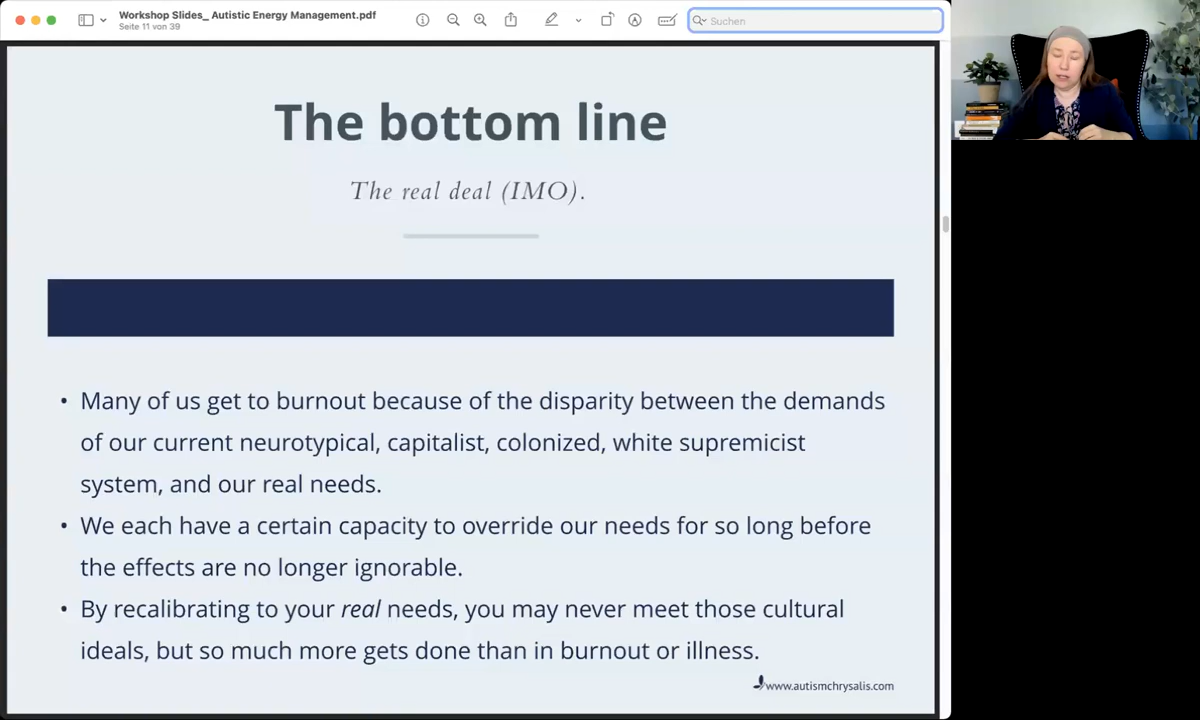 Workshop Slides_ Autistic Energy Management.pdf
Seite 11 von 39
Suchen
The bottom line
The real deal (IMO).
• Many of us get to burnout because of the disparity between the demands
of our current neurotypical, capitalist, colonized, white supremicist
system, and our real needs.
• We each have a certain capacity to override our needs for so long before
the effects are no longer ignorable.
• By recalibrating to your real needs, you may never meet those cultural
ideals, but so much more gets done than in burnout or illness.
www.autismchrysalis.com